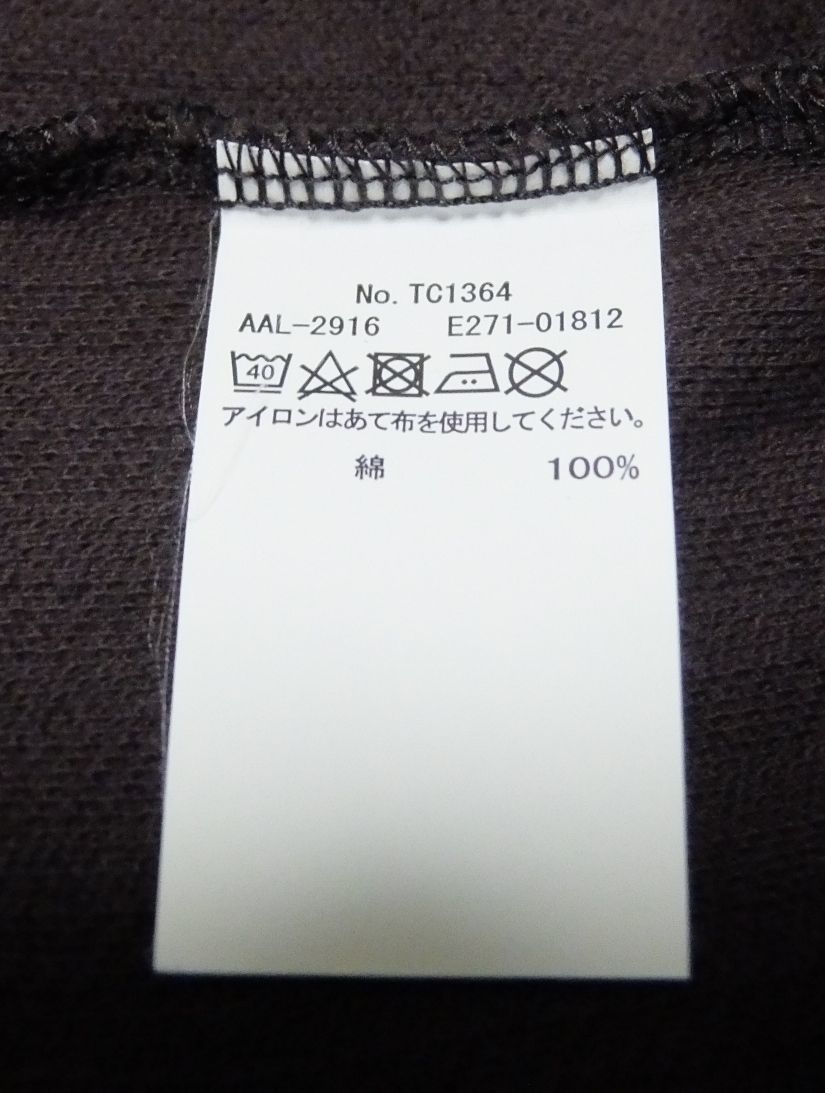 No. TC1364
AAL-2916 E271-01812
40
アイロンはあて布を使用してください。
綿 100%